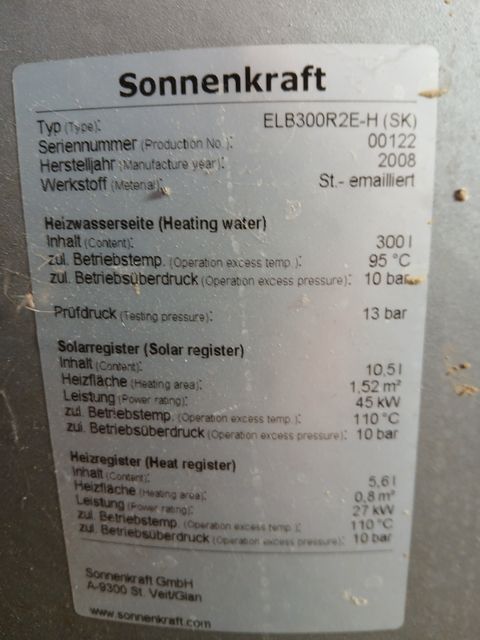 Sonnenkraft
Typ (Type): ELB300R2E-H (SK)
Seriennummer (Production No.): 00122
Herstelljahr (Manufacture year): 2008
Werkstoff (Meterial): St.- emailliert
Heizwasserseite (Heating water)
Inhalt (Content): 300 l
zul. Betriebstemp. (Operation excess temp.): 95 °C
zul. Betriebsüberdruck (Operation excess pressure): 10 bar
Prüfdruck (Testing pressure): 13 bar
Solarregister (Solar register)
Inhalt (Content): 10,5 l
Heizfläche (Heating area): 1,52 m²
Leistung (Power rating): 45 kW
zul. Betriebstemp. (Operation excess temp.): 110 °C
zul. Betriebsüberdruck (Operation excess pressure): 10 bar
Heizregister (Heat register)
Inhalt (Content): 5,6 l
Heizfläche (Heating area): 0,8 m²
Leistung (Power rating): 27 kW
zul. Betriebstemp. (Operation excess temp.): 110 °C
zul. Betriebsüberdruck (Operation excess pressure): 10 bar
Sonnenkraft GmbH
A-9300 St. Veit/Glan
www.sonnenkraft.com